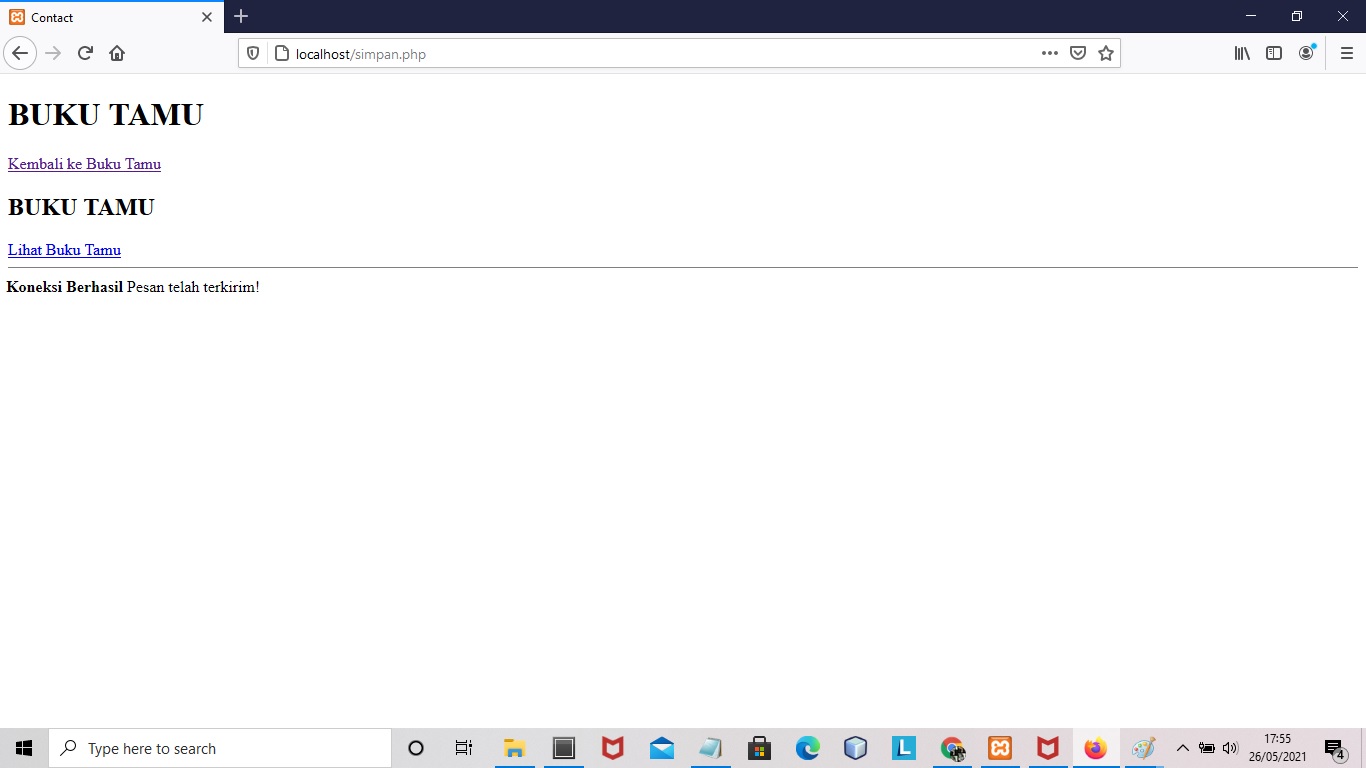 Contact
localhost/simpan.php
BUKU TAMU
Kembali ke Buku Tamu
BUKU TAMU
Lihat Buku Tamu
Koneksi Berhasil Pesan telah terkirim!
Type here to search
L
17:55
26/05/2021
4